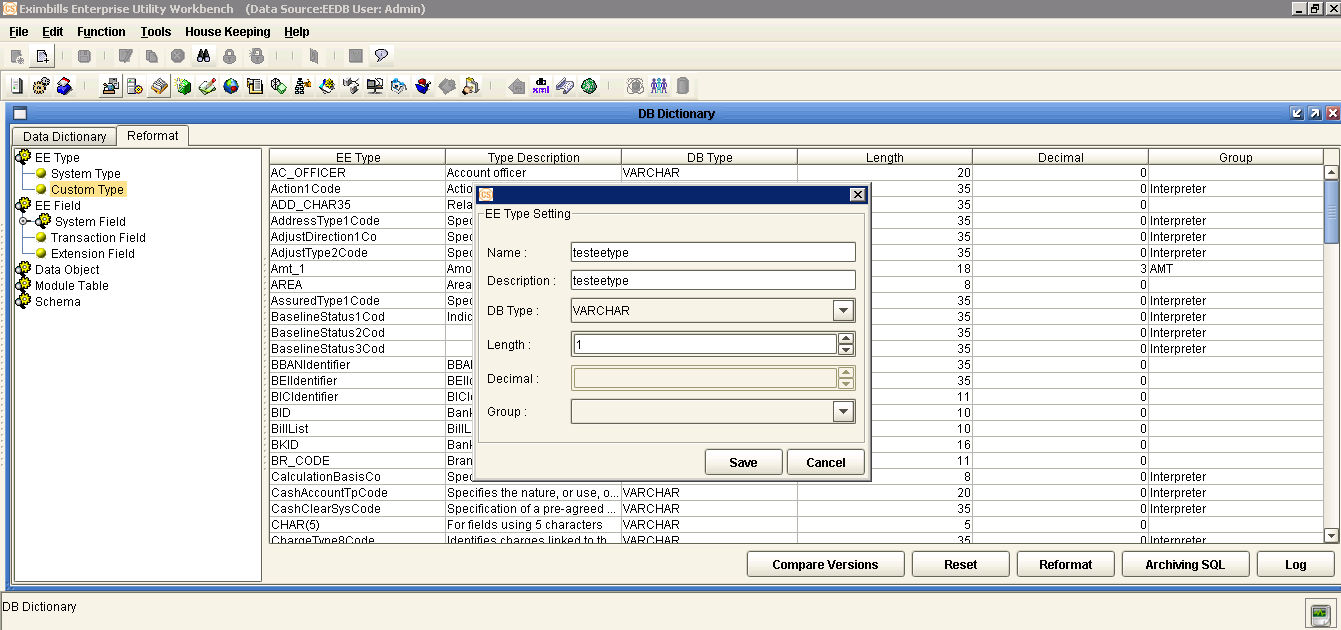 Eximbills Enterprise Utility Workbench (Data Source:EEDB User: Admin)
File Edit Function Tools House Keeping Help
DB Dictionary
Data Dictionary Reformat
EE Type
System Type
Custom Type
EE Field
System Field
Transaction Field
Extension Field
Data Object
Module Table
Schema
EE Type Type Description DB Type Length Decimal Group
AC_OFFICER Account officer VARCHAR 20 0
Action1Code Actio 35 0 Interpreter
ADD_CHAR35 Rela 35 0
AddressType1Code Spec 35 0 Interpreter
AdjustDirection1Co Spec 35 0 Interpreter
AdjustType2Code Spec 35 0 Interpreter
Amt_1 Amo 18 3 AMT
AREA Area 8 0
AssuredType1Code Spec 35 0 Interpreter
BaselineStatus1Cod Indic 35 0 Interpreter
BaselineStatus2Cod 35 0 Interpreter
BaselineStatus3Cod 35 0 Interpreter
BBANIdentifier BBAN 35 0
BEIIdentifier BEIId 35 0
BICIdentifier BICI 11 0
BID Bank 10 0
BillList BillL 10 0
BKID Bank 16 0
BR_CODE Bran 11 0
CalculationBasisCo Spec 8 0 Interpreter
CashAccountTpCode Specifies the nature, or use, o... VARCHAR 20 0 Interpreter
CashClearSysCode Specification of a pre-agreed ... VARCHAR 35 0 Interpreter
CHAR(5) For fields using 5 characters VARCHAR 5 0
ChargeType8Code Identifies charges linked to th... VARCHAR 35 0 Interpreter
CS
EE Type Setting
Name : testeetype
Description : testeetype
DB Type : VARCHAR
Length : 1
Decimal :
Group :
Save Cancel
Compare Versions Reset Reformat Archiving SQL Log
DB Dictionary